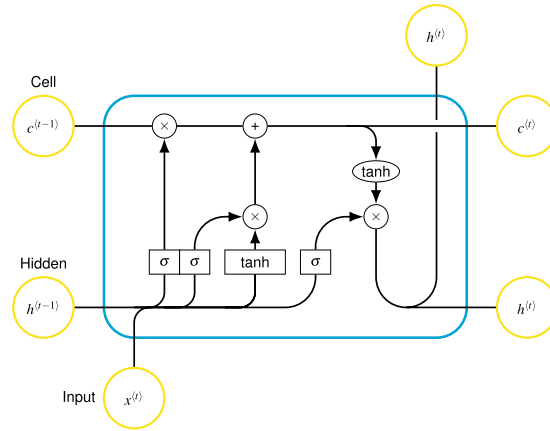 h⟨t⟩
Cell
c⟨t−1⟩
×
+
c⟨t⟩
tanh
×
×
σ
σ
tanh
σ
Hidden
h⟨t−1⟩
h⟨t⟩
Input
x⟨t⟩